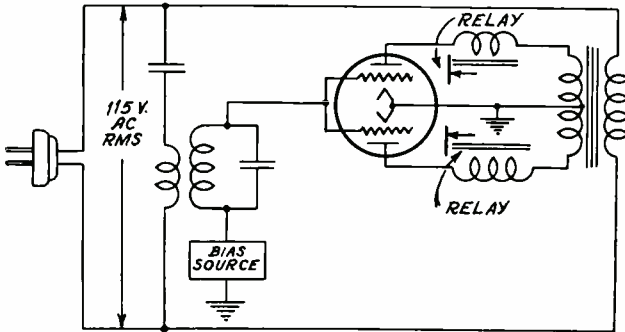 RELAY
115 V.
AC
RMS
RELAY
BIAS
SOURCE